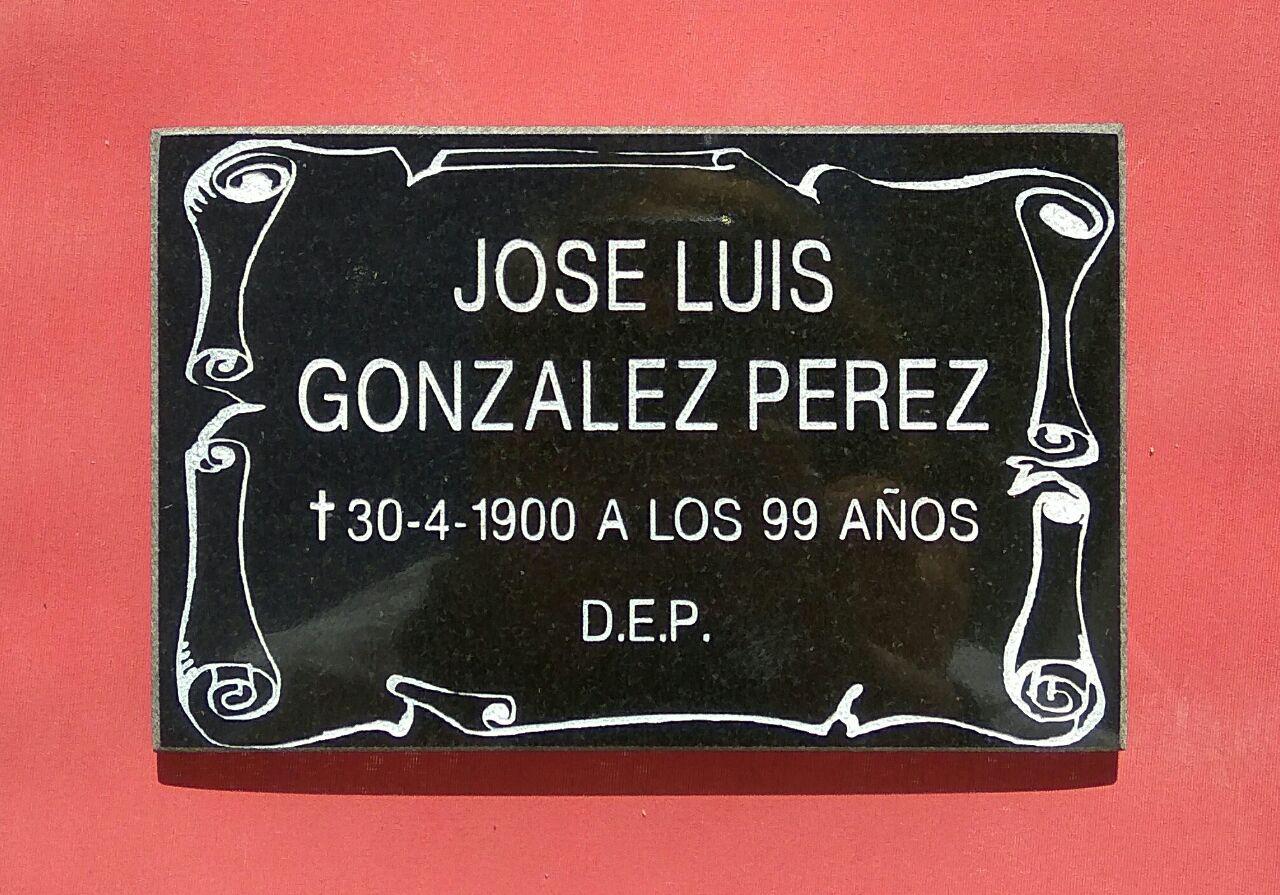 JOSE LUIS
GONZALEZ PEREZ
✝30-4-1900 A LOS 99 AÑOS
D.E.P.